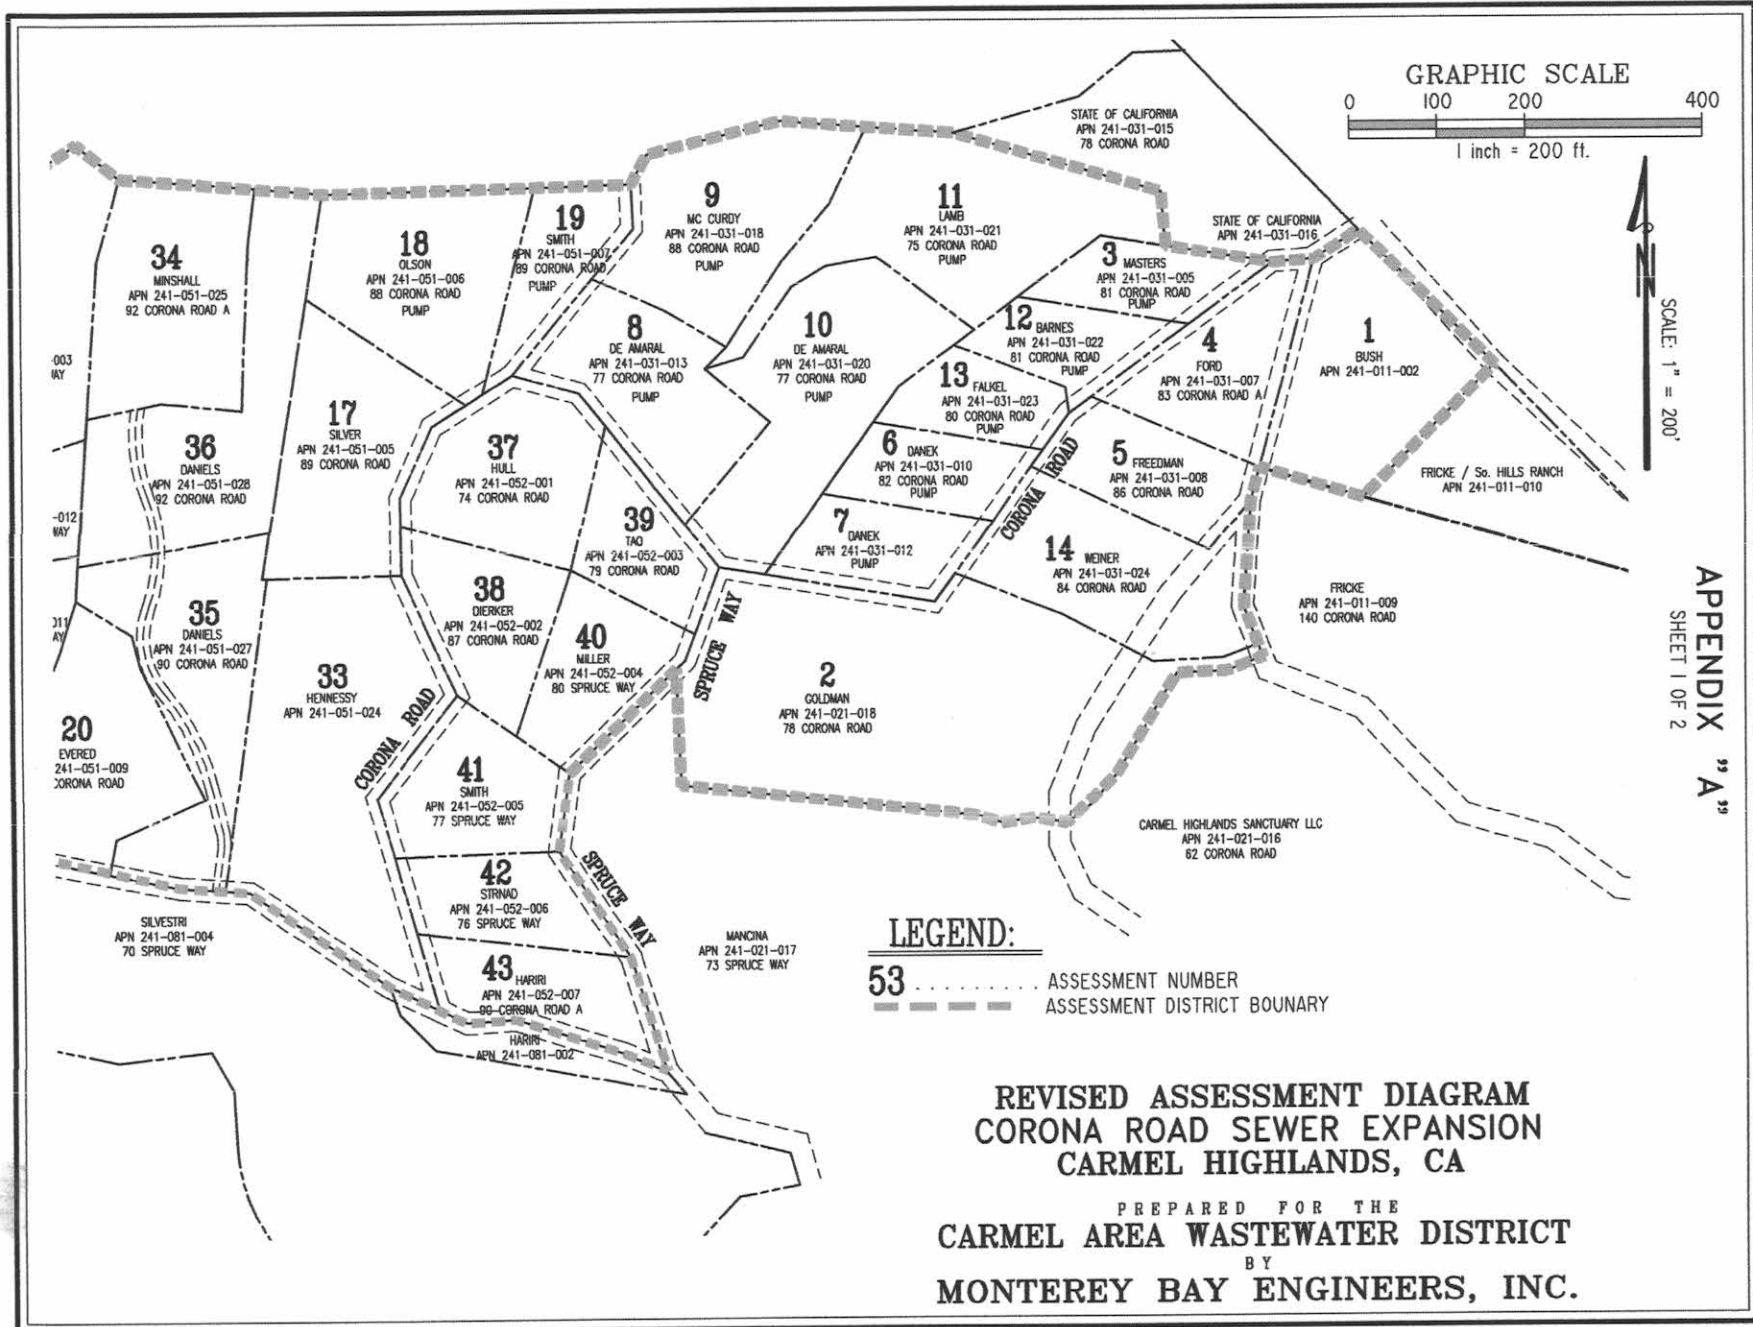 GRAPHIC SCALE
0 100 200 400
1 inch = 200 ft.
N
SCALE: 1" = 200'
APPENDIX "A"
SHEET 1 OF 2
STATE OF CALIFORNIA
APN 241-031-015
78 CORONA ROAD
STATE OF CALIFORNIA
APN 241-031-016
34
MINSHALL
APN 241-051-025
92 CORONA ROAD A
18
OLSON
APN 241-051-006
88 CORONA ROAD
PUMP
19
SMITH
APN 241-051-007
89 CORONA ROAD
PUMP
9
MC CURDY
APN 241-031-018
88 CORONA ROAD
PUMP
11
LAMB
APN 241-031-021
75 CORONA ROAD
PUMP
3 MASTERS
APN 241-031-005
81 CORONA ROAD
PUMP
12 BARNES
APN 241-031-022
81 CORONA ROAD
PUMP
4
FORD
APN 241-031-007
83 CORONA ROAD A
1
BUSH
APN 241-011-002
8
DE AMARAL
APN 241-031-013
77 CORONA ROAD
PUMP
10
DE AMARAL
APN 241-031-020
77 CORONA ROAD
PUMP
13 FALKEL
APN 241-031-023
80 CORONA ROAD
PUMP
-003
WAY
36
DANIELS
APN 241-051-028
92 CORONA ROAD
17
SILVER
APN 241-051-005
89 CORONA ROAD
37
HULL
APN 241-052-001
74 CORONA ROAD
6 DANEK
APN 241-031-010
82 CORONA ROAD
PUMP
CORONA ROAD
5 FREEDMAN
APN 241-031-008
86 CORONA ROAD
FRICKE / So. HILLS RANCH
APN 241-011-010
-012
WAY
39
TAO
APN 241-052-003
79 CORONA ROAD
7 DANEK
APN 241-031-012
PUMP
14 WEINER
APN 241-031-024
84 CORONA ROAD
FRICKE
APN 241-011-009
140 CORONA ROAD
011
WAY
35
DANIELS
APN 241-051-027
90 CORONA ROAD
38
DIERKER
APN 241-052-002
87 CORONA ROAD
40
MILLER
APN 241-052-004
80 SPRUCE WAY
SPRUCE WAY
33
HENNESSY
APN 241-051-024
2
GOLDMAN
APN 241-021-018
78 CORONA ROAD
20
EVERED
241-051-009
CORONA ROAD
CORONA ROAD
41
SMITH
APN 241-052-005
77 SPRUCE WAY
CARMEL HIGHLANDS SANCTUARY LLC
APN 241-021-016
62 CORONA ROAD
42
STRNAD
APN 241-052-006
76 SPRUCE WAY
SPRUCE WAY
SILVESTRI
APN 241-081-004
70 SPRUCE WAY
MANCINA
APN 241-021-017
73 SPRUCE WAY
43 HARIRI
APN 241-052-007
90 CORONA ROAD A
HARIRI
APN 241-081-002
LEGEND:
53 .......... ASSESSMENT NUMBER
ASSESSMENT DISTRICT BOUNARY
REVISED ASSESSMENT DIAGRAM
CORONA ROAD SEWER EXPANSION
CARMEL HIGHLANDS, CA
PREPARED FOR THE
CARMEL AREA WASTEWATER DISTRICT
BY
MONTEREY BAY ENGINEERS, INC.